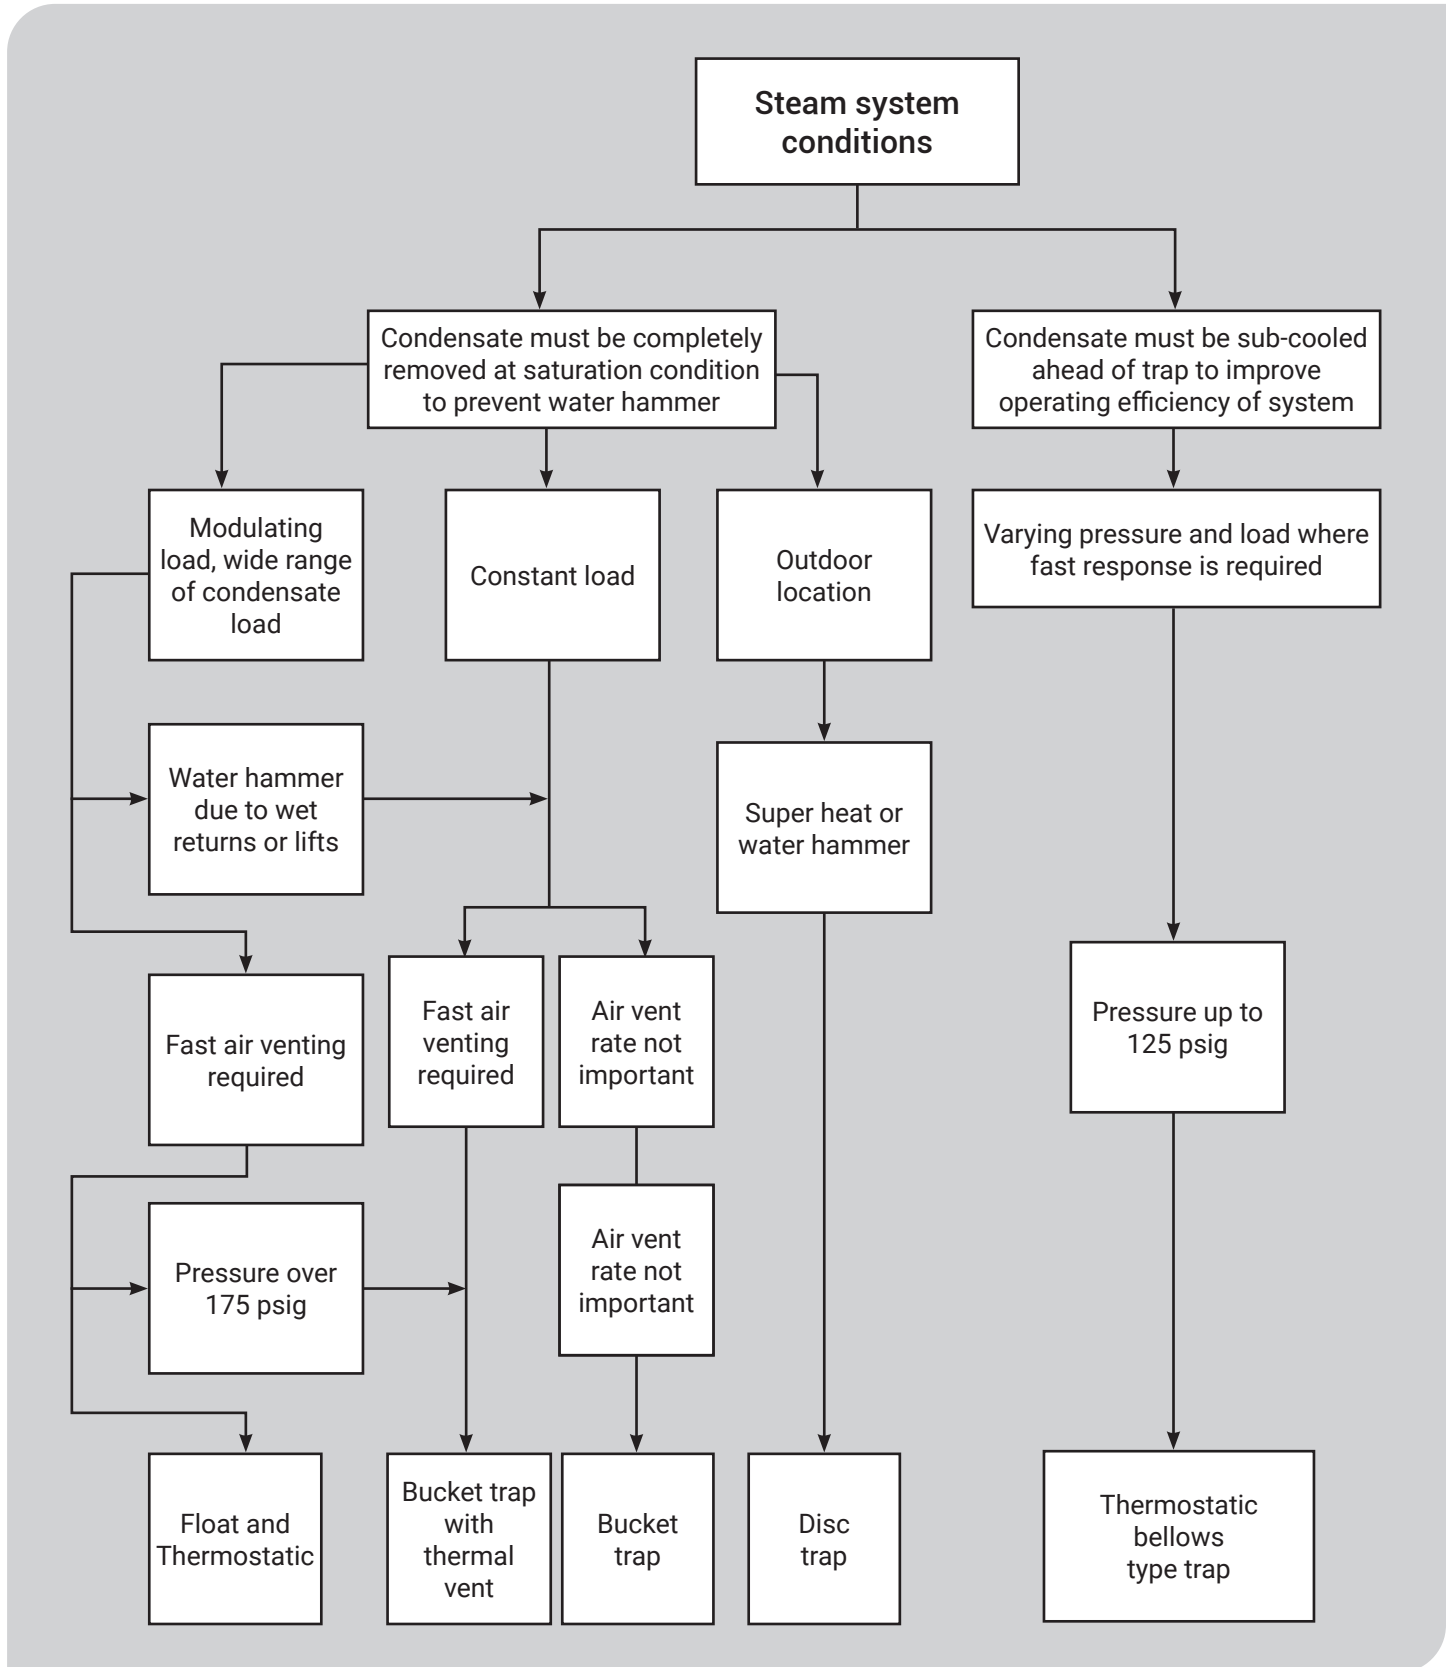 Steam system
conditions
Condensate must be completely
removed at saturation condition
to prevent water hammer
Condensate must be sub-cooled
ahead of trap to improve
operating efficiency of system
Modulating
load, wide range
of condensate
load
Constant load
Outdoor
location
Varying pressure and load where
fast response is required
Water hammer
due to wet
returns or lifts
Super heat or
water hammer
Fast air venting
required
Fast air
venting
required
Air vent
rate not
important
Pressure up to
125 psig
Pressure over
175 psig
Air vent
rate not
important
Float and
Thermostatic
Bucket trap
with
thermal
vent
Bucket
trap
Disc
trap
Thermostatic
bellows
type trap